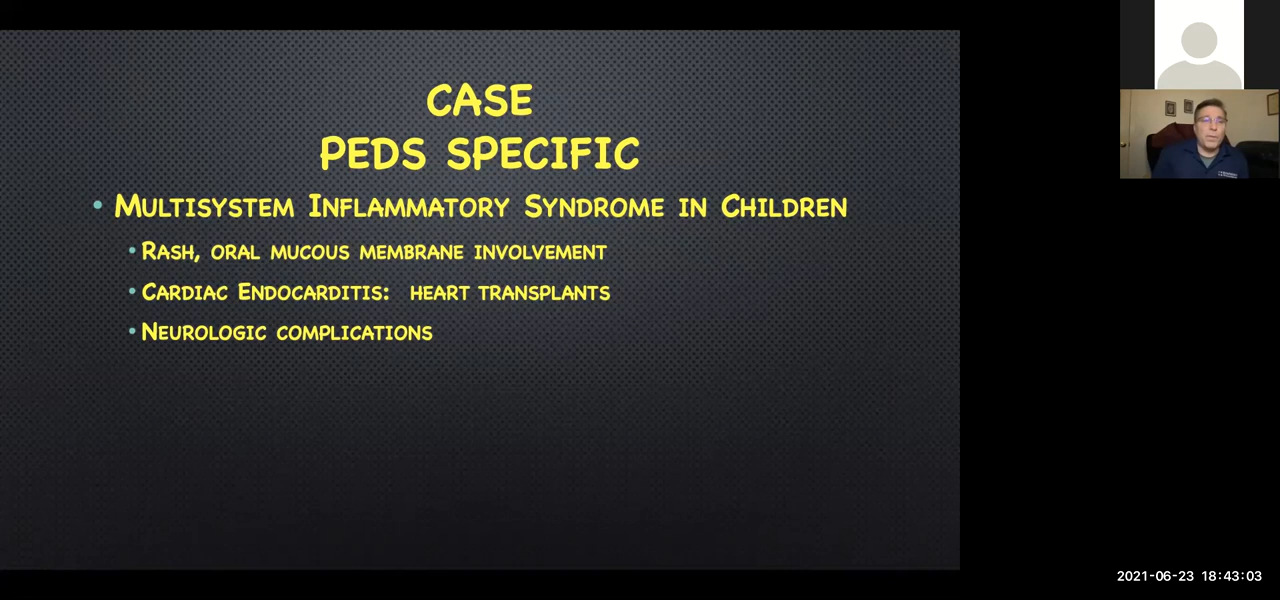 CASE
PEDS SPECIFIC
• MULTISYSTEM INFLAMMATORY SYNDROME IN CHILDREN
• RASH, ORAL MUCOUS MEMBRANE INVOLVEMENT
• CARDIAC ENDOCARDITIS: HEART TRANSPLANTS
• NEUROLOGIC COMPLICATIONS
2021-06-23 18:43:03